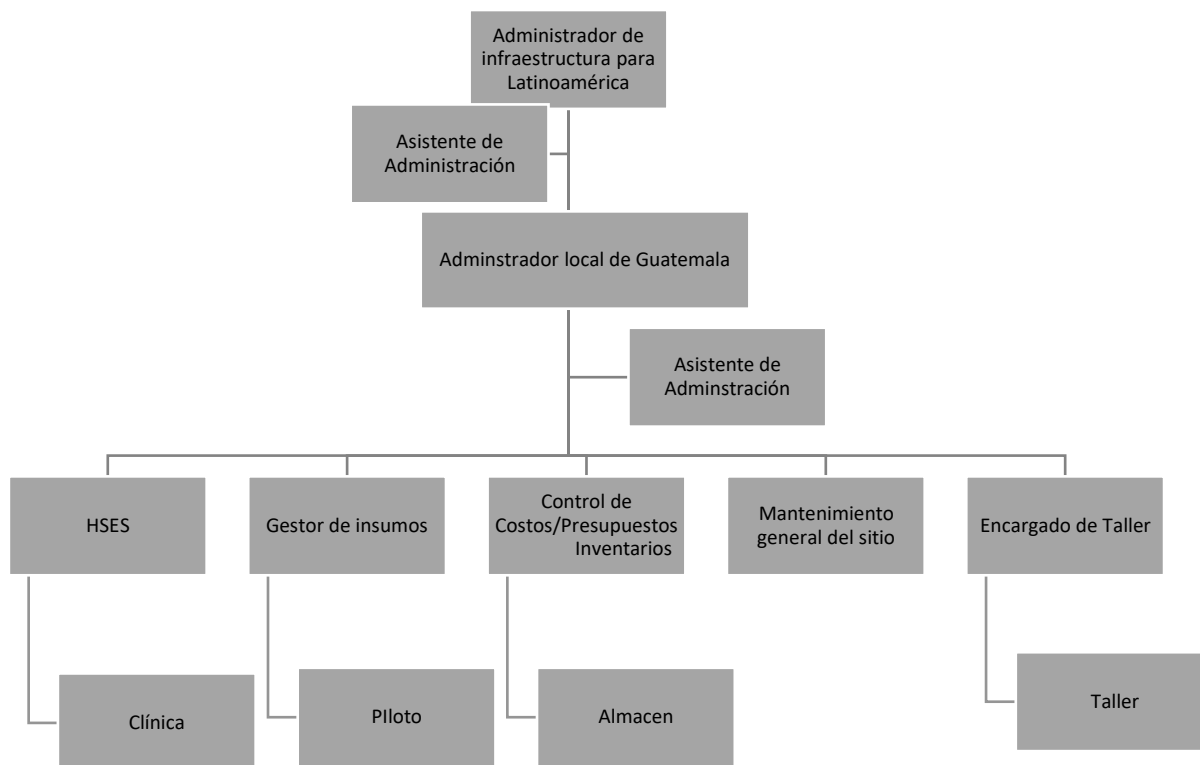 Administrador de
infraestructura para
Latinoamérica
Asistente de
Administración
Adminstrador local de Guatemala
Asistente de
Adminstración
HSES
Gestor de insumos
Control de
Costos/Presupuestos
Inventarios
Mantenimiento
general del sitio
Encargado de Taller
Clínica
PIloto
Almacen
Taller